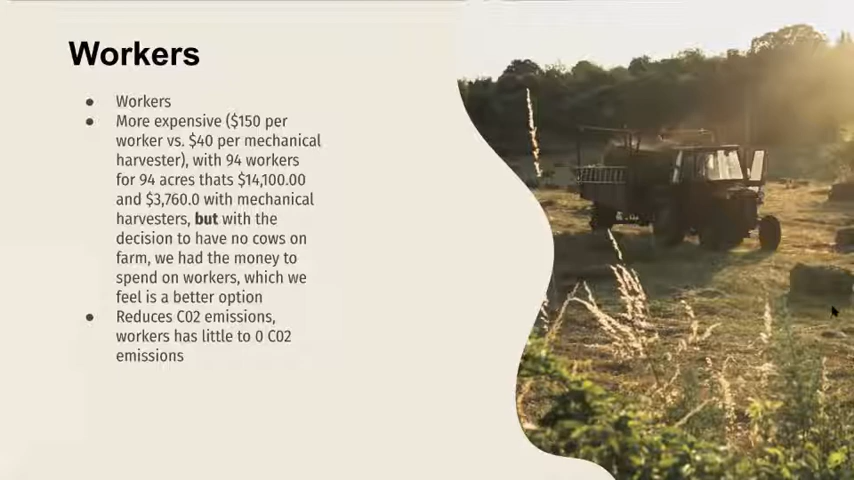 Workers
● Workers
● More expensive ($150 per
worker vs. $40 per mechanical
harvester), with 94 workers
for 94 acres thats $14,100.00
and $3,760.0 with mechanical
harvesters, but with the
decision to have no cows on
farm, we had the money to
spend on workers, which we
feel is a better option
● Reduces C02 emissions,
workers has little to 0 C02
emissions